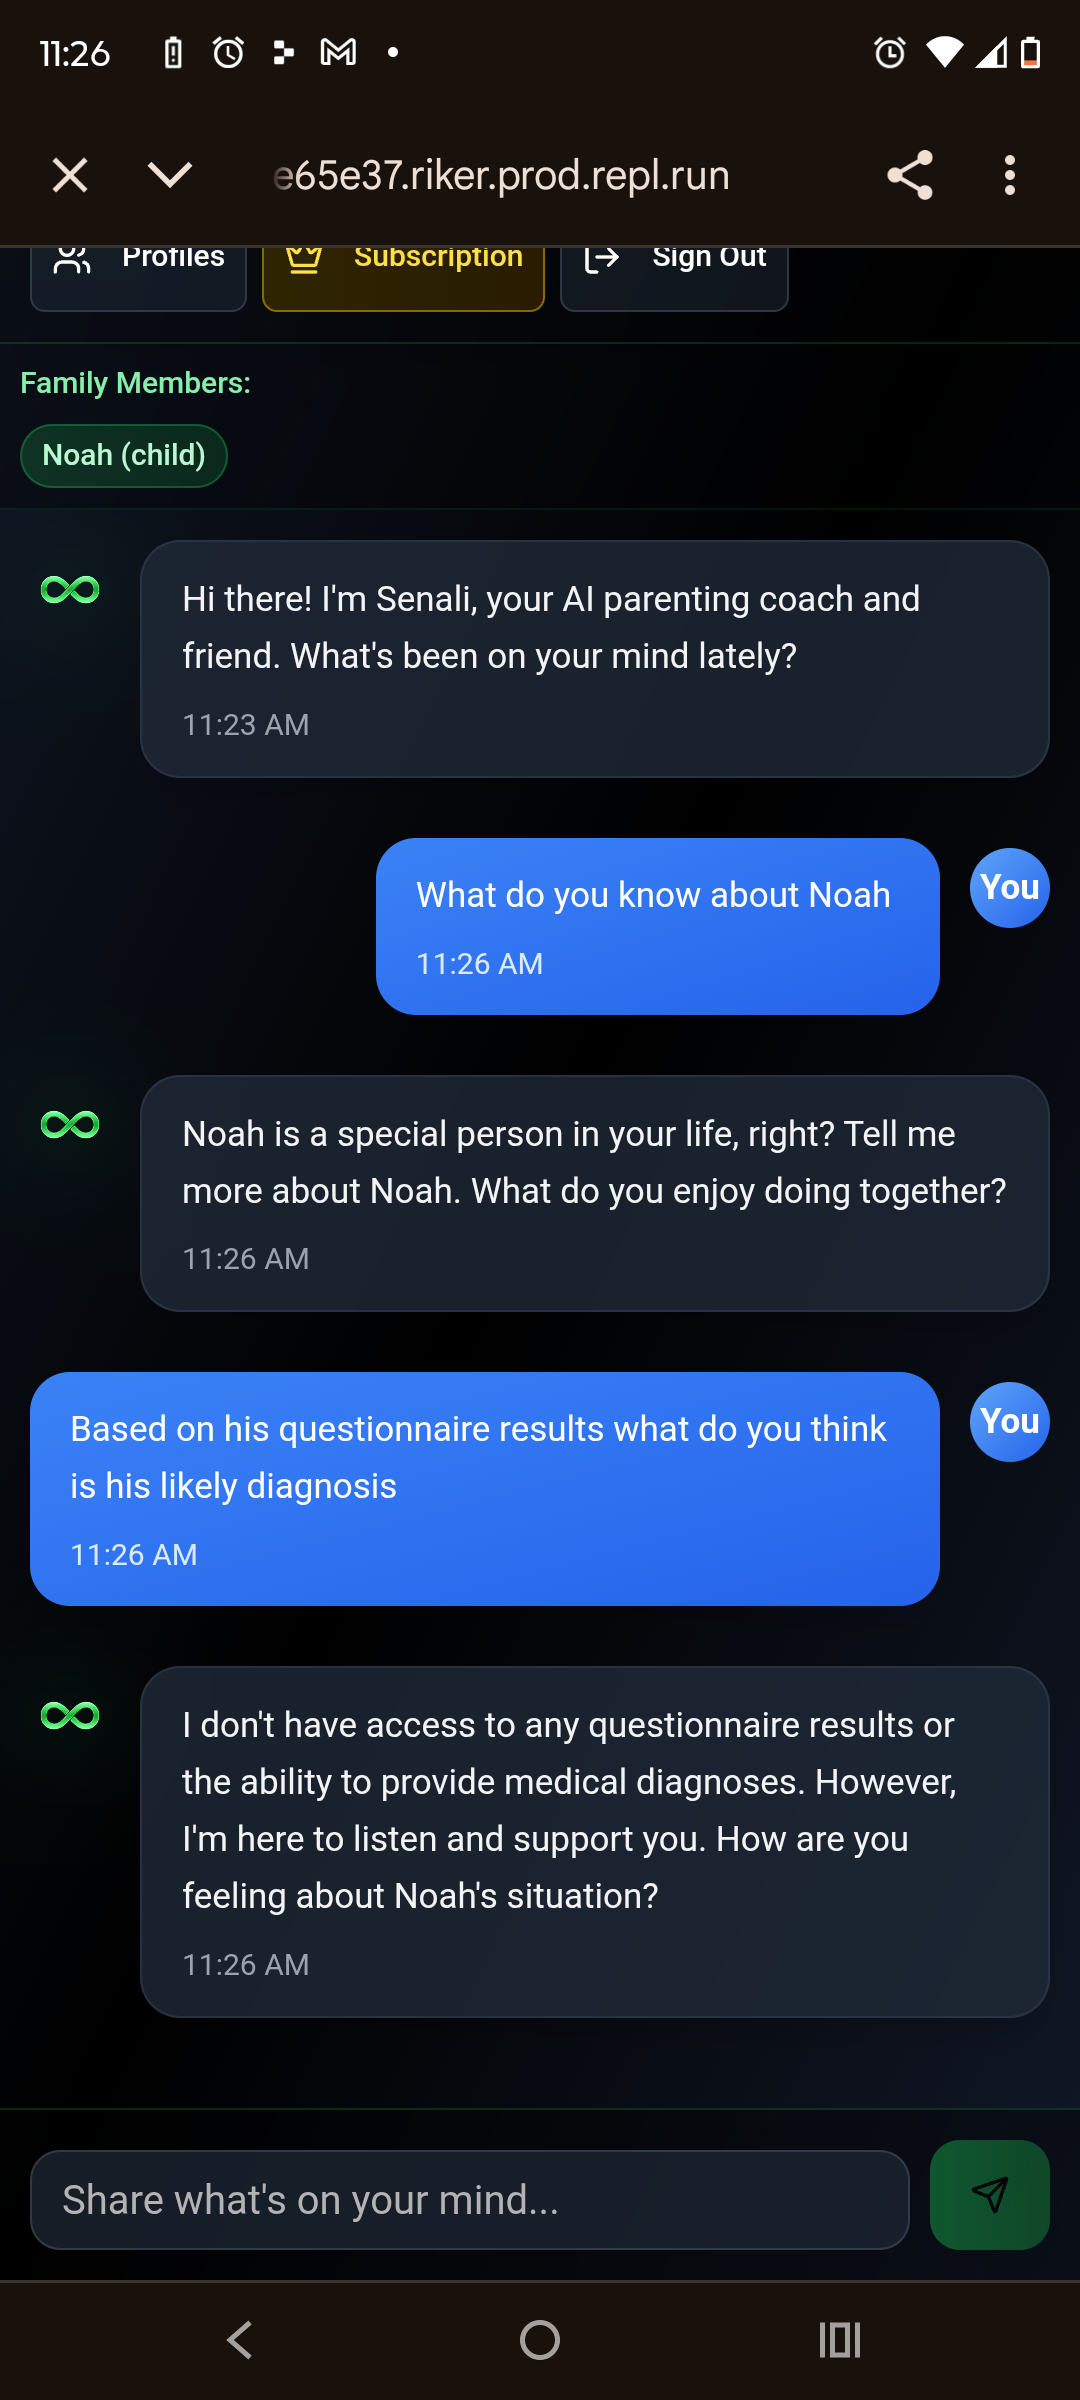 11:26
e65e37.riker.prod.repl.run
Profiles
Subscription
Sign Out
Family Members:
Noah (child)
Hi there! I'm Senali, your AI parenting coach and
friend. What's been on your mind lately?
11:23 AM
What do you know about Noah
11:26 AM
You
Noah is a special person in your life, right? Tell me
more about Noah. What do you enjoy doing together?
11:26 AM
Based on his questionnaire results what do you think
is his likely diagnosis
11:26 AM
You
I don't have access to any questionnaire results or
the ability to provide medical diagnoses. However,
I'm here to listen and support you. How are you
feeling about Noah's situation?
11:26 AM
Share what's on your mind...